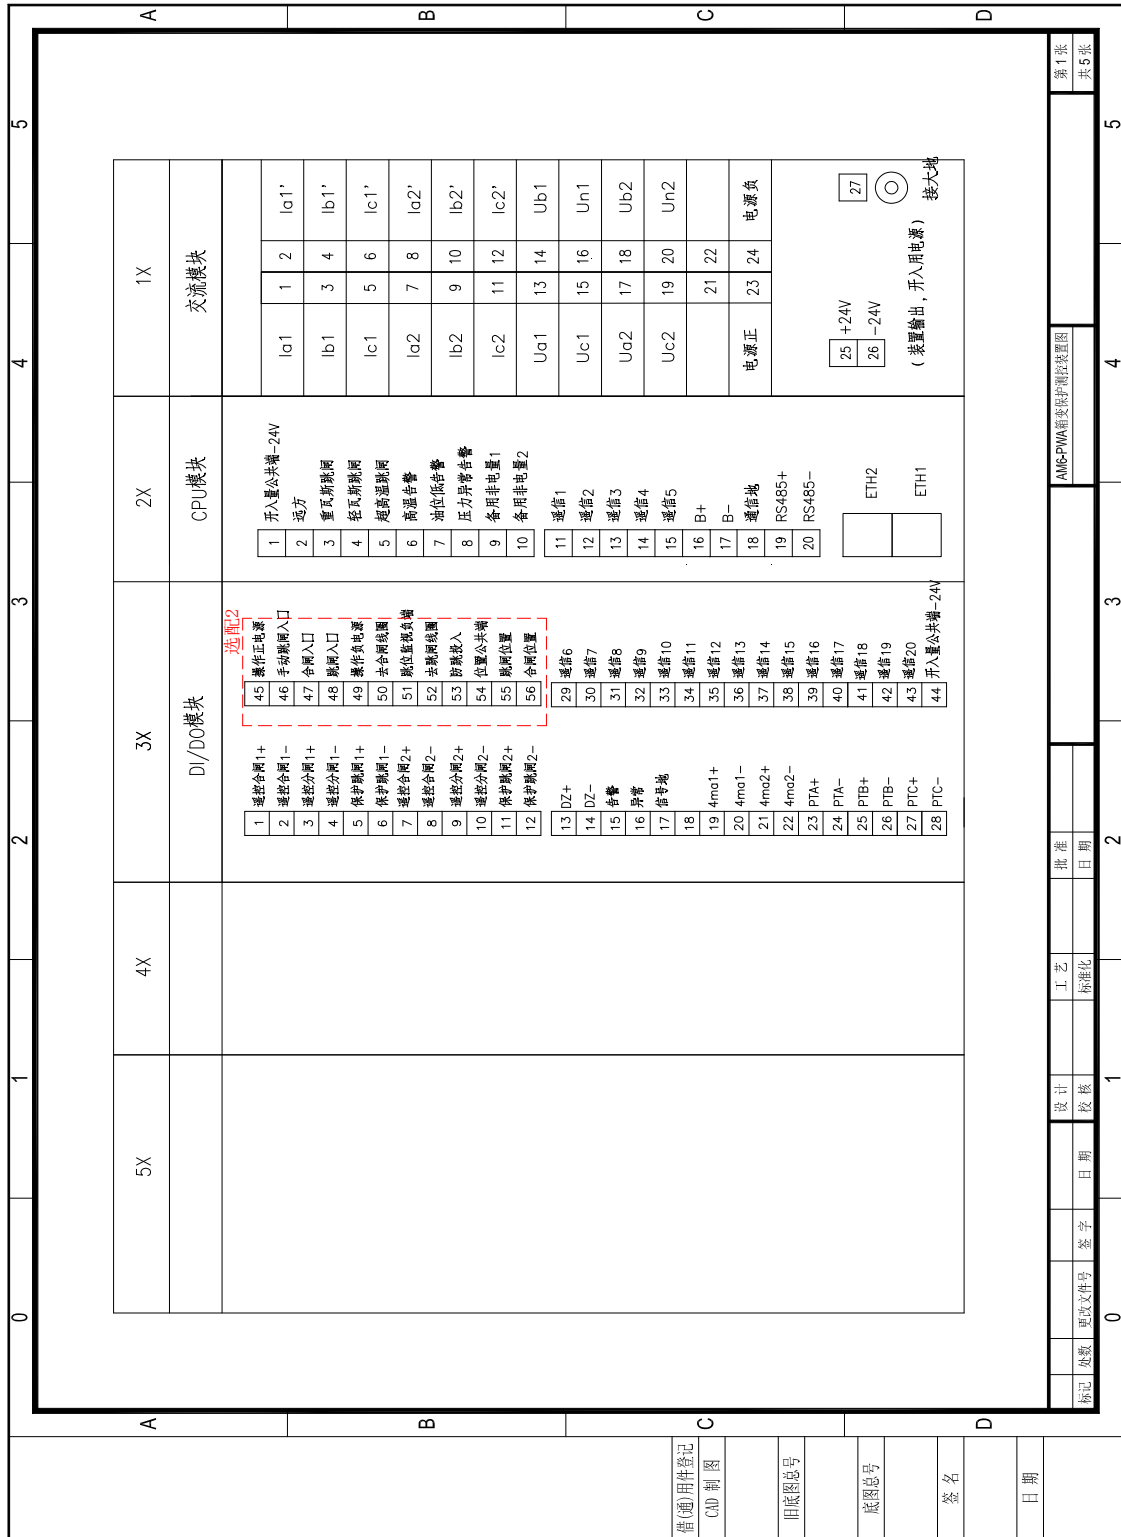 0
1
2
3
4
5
A
B
C
D
5X
4X
3X
2X
1X
DI/DO模块
CPU模块
交流模块
选配2
1 遥控合闸1+
2 遥控合闸1-
3 遥控分闸1+
4 遥控分闸1-
5 保护跳闸1+
6 保护跳闸1-
7 遥控合闸2+
8 遥控合闸2-
9 遥控分闸2+
10 遥控分闸2-
11 保护跳闸2+
12 保护跳闸2-
13 DZ+
14 DZ-
15 告警
16 异常
17 信号地
18
19 4ma1+
20 4ma1-
21 4ma2+
22 4ma2-
23 PTA+
24 PTA-
25 PTB+
26 PTB-
27 PTC+
28 PTC-
45 操作正电源
46 手动跳闸入口
47 合闸入口
48 跳闸入口
49 操作负电源
50 去合闸线圈
51 跳位监视负端
52 去跳闸线圈
53 防跳投入
54 位置公共端
55 跳闸位置
56 合闸位置
29 遥信6
30 遥信7
31 遥信8
32 遥信9
33 遥信10
34 遥信11
35 遥信12
36 遥信13
37 遥信14
38 遥信15
39 遥信16
40 遥信17
41 遥信18
42 遥信19
43 遥信20
44 开入量公共端-24V
1 开入量公共端-24V
2 远方
3 重瓦斯跳闸
4 轻瓦斯跳闸
5 超高温跳闸
6 高温告警
7 油位低告警
8 压力异常告警
9 备用非电量1
10 备用非电量2
11 遥信1
12 遥信2
13 遥信3
14 遥信4
15 遥信5
16 B+
17 B-
18 通信地
19 RS485+
20 RS485-
ETH2
ETH1
Ia1 1 2 Ia1'
Ib1 3 4 Ib1'
Ic1 5 6 Ic1'
Ia2 7 8 Ia2'
Ib2 9 10 Ib2'
Ic2 11 12 Ic2'
Ua1 13 14 Ub1
Uc1 15 16 Un1
Ua2 17 18 Ub2
Uc2 19 20 Un2
21 22
电源正 23 24 电源负
25 +24V
26 -24V
(装置输出,开入用电源)
27
接大地
A
B
C
D
0
1
2
3
4
5
标记 处数 更改文件号 签 字 日 期
设 计
校 核
工 艺
标准化
批 准
日 期
AM6-PWA箱变保护测控装置图
第1张
共5张
借(通)用件登记
CAD 制 图
旧底图总号
底图总号
签 名
日 期